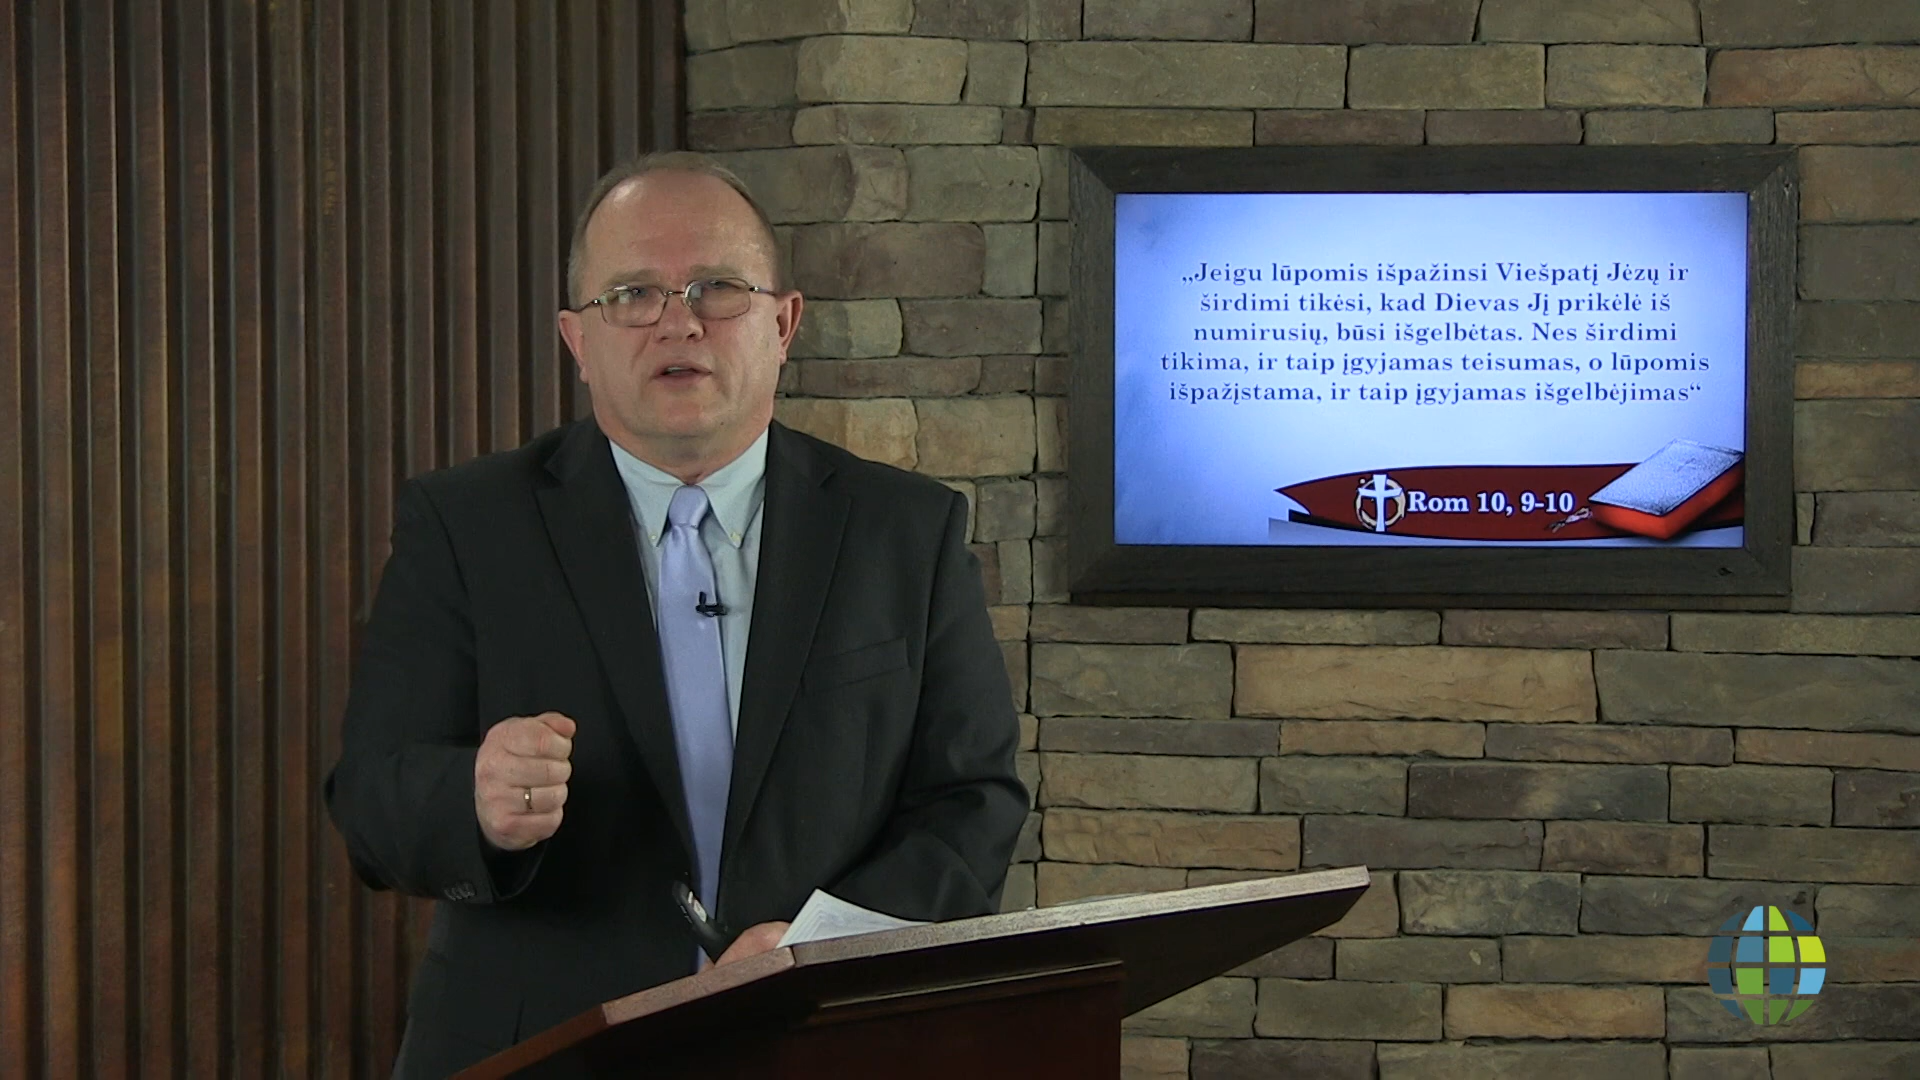 „Jeigu lūpomis išpažinsi Viešpatį Jėzų ir
širdimi tikėsi, kad Dievas Jį prikėlė iš
numirusių, būsi išgelbėtas. Nes širdimi
tikima, ir taip įgyjamas teisumas, o lūpomis
išpažįstama, ir taip įgyjamas išgelbėjimas“
Rom 10, 9-10